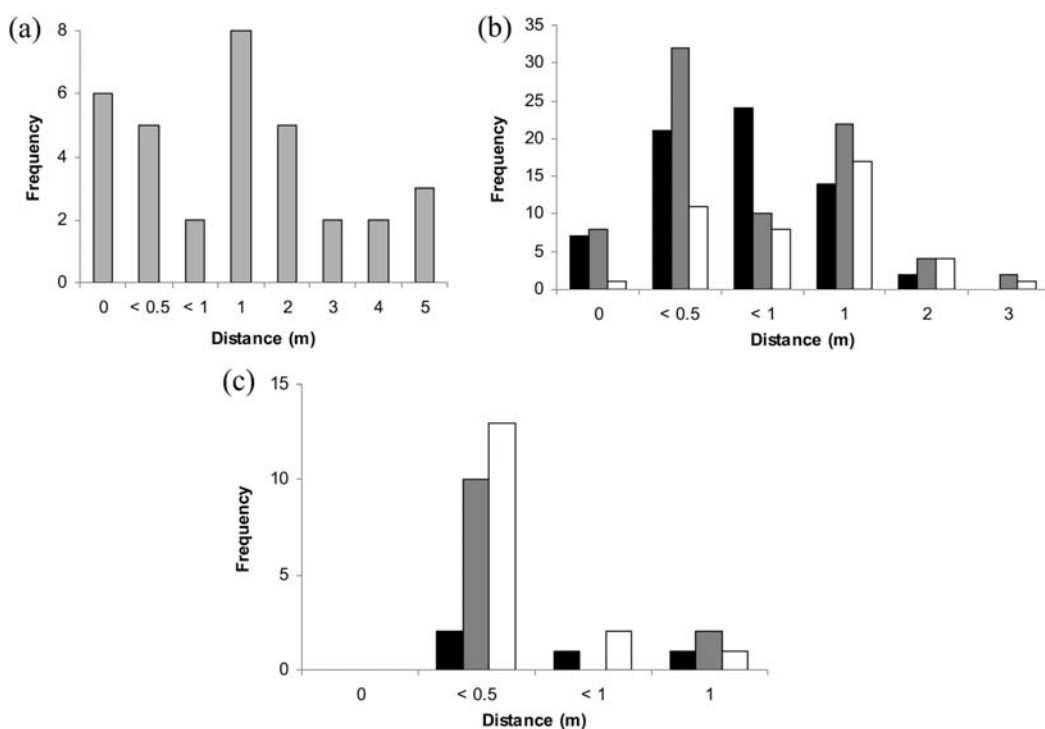 (a)
8
6
4
2
0
Frequency
0 < 0.5 < 1 1 2 3 4 5
Distance (m)
(b)
35
30
25
20
15
10
5
0
Frequency
0 < 0.5 < 1 1 2 3
Distance (m)
(c)
15
10
5
0
Frequency
0 < 0.5 < 1 1
Distance (m)